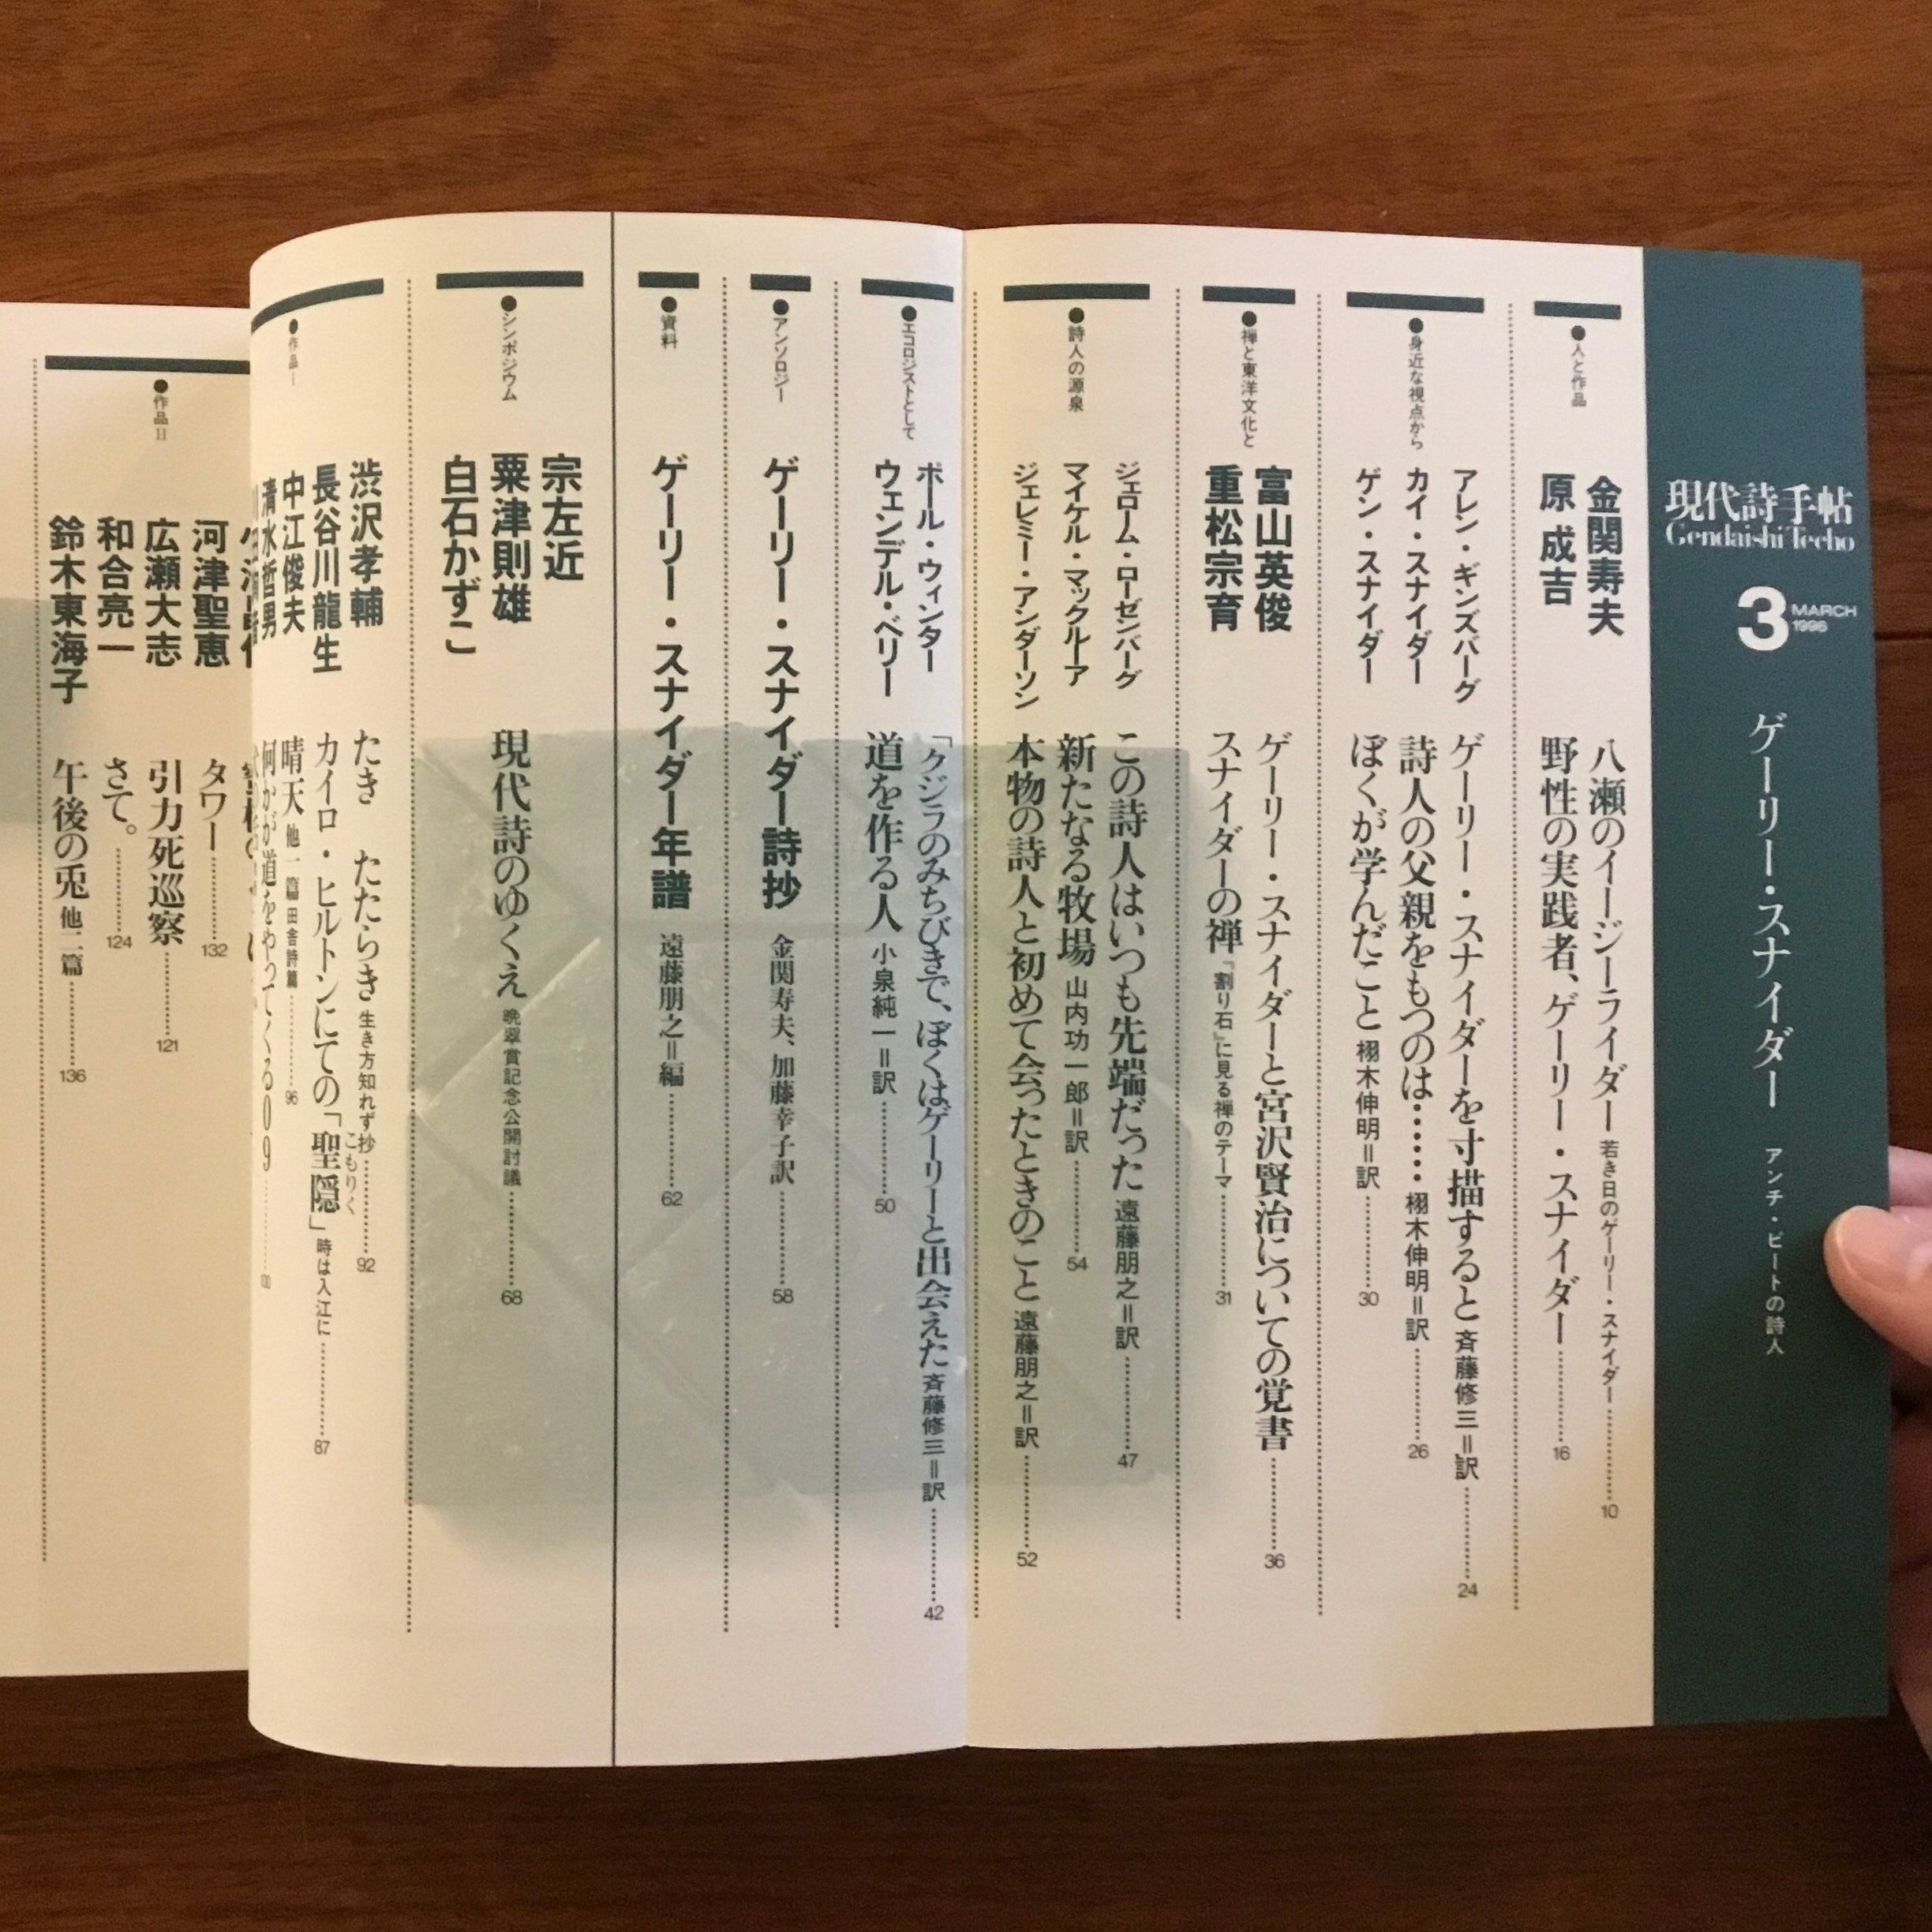 現代詩手帖
Gendaishi Techo
3 MARCH
1996
ゲーリー・スナイダー アンチ・ビートの詩人
●人と作品
金関寿夫 八瀬のイージーライダー 若き日のゲーリー・スナイダー 10
原 成吉 野性の実践者、ゲーリー・スナイダー 16
●身近な視点から
アレン・ギンズバーグ ゲーリー・スナイダーを寸描すると 斉藤修三=訳 24
カイ・スナイダー 詩人の父親をもつのは…… 栩木伸明=訳 26
ゲン・スナイダー ぼくが学んだこと 栩木伸明=訳 30
●禅と東洋文化と
富山英俊 ゲーリー・スナイダーと宮沢賢治についての覚書 36
重松宗育 スナイダーの禅 『割り石』に見る禅のテーマ 31
●詩人の源泉
ジェローム・ローゼンバーグ この詩人はいつも先端だった 遠藤朋之=訳 47
マイケル・マックルーア 新たなる牧場 山内功一郎=訳 54
ジェレミー・アンダーソン 本物の詩人と初めて会ったときのこと 遠藤朋之=訳 52
●エコロジストとして
ポール・ウィンター 「クジラのみちびきで、ぼくはゲーリーと出会えた 斉藤修三=訳 42
ウェンデル・ベリー 道を作る人 小泉純一=訳 50
●アンソロジー
ゲーリー・スナイダー詩抄 金関寿夫、加藤幸子訳 58
●資料
ゲーリー・スナイダー年譜 遠藤朋之=編 62
●シンポジウム
宗左近
粟津則雄 現代詩のゆくえ 晩翠賞記念公開討議 68
白石かずこ
●作品I
渋沢孝輔 たき たたらき 生き方知れず抄 92
長谷川龍生 カイロ・ヒルトンにての「聖隠」 こもりく 時は入江に 87
中江俊夫 晴天 他一篇 田舎詩篇 96
清水哲男 何かが道をやってくる09 100
●作品II
河津聖恵 タワー 132
広瀬大志 引力死巡察 121
和合亮一 さて。 124
鈴木東海子 午後の兎 他二篇 136